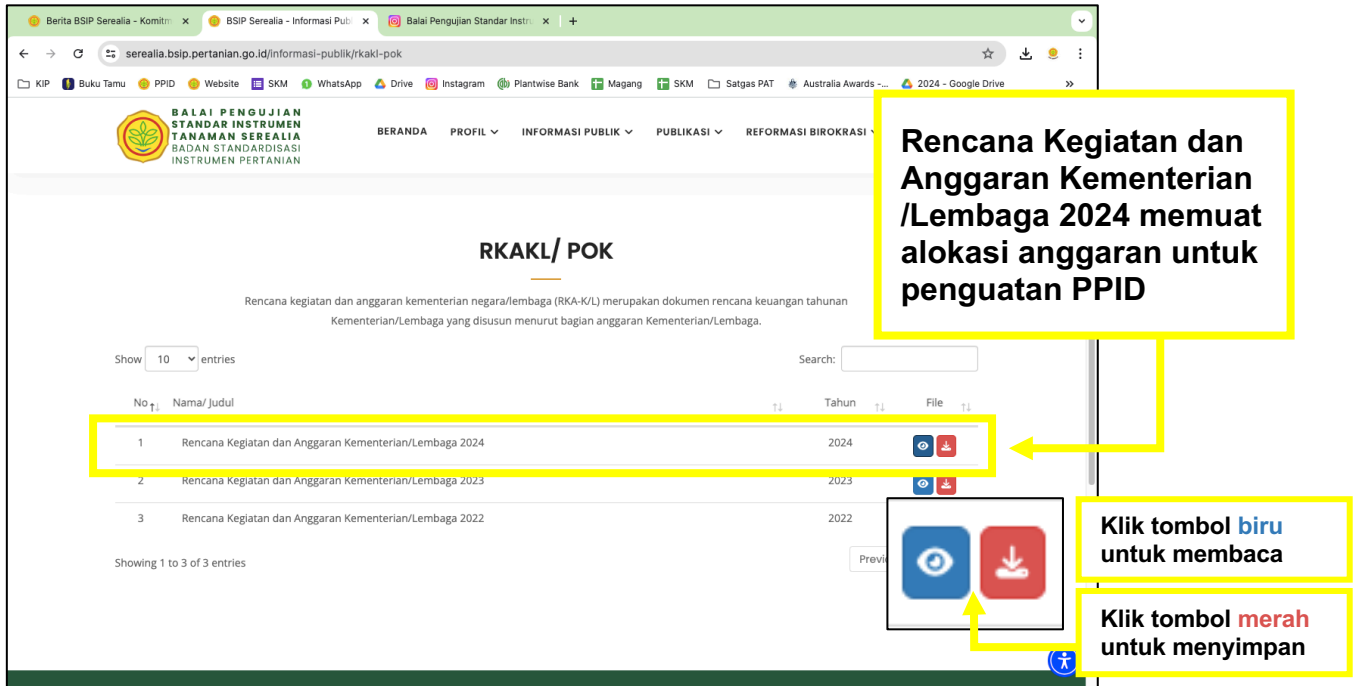 Berita BSIP Serealia - Komitm
BSIP Serealia - Informasi Publ
Balai Pengujian Standar Instru
serealia.bsip.pertanian.go.id/informasi-publik/rkakl-pok
KIP Buku Tamu PPID Website SKM WhatsApp Drive Instagram Plantwise Bank Magang SKM Satgas PAT Australia Awards -... 2024 - Google Drive »
BALAI PENGUJIAN
STANDAR INSTRUMEN
TANAMAN SEREALIA
BADAN STANDARDISASI
INSTRUMEN PERTANIAN
BERANDA PROFIL INFORMASI PUBLIK PUBLIKASI REFORMASI BIROKRASI
Rencana Kegiatan dan
Anggaran Kementerian
/Lembaga 2024 memuat
alokasi anggaran untuk
penguatan PPID
RKAKL/ POK
Rencana kegiatan dan anggaran kementerian negara/lembaga (RKA-K/L) merupakan dokumen rencana keuangan tahunan
Kementerian/Lembaga yang disusun menurut bagian anggaran Kementerian/Lembaga.
Show 10 entries
Search:
No Nama/ Judul Tahun File
1 Rencana Kegiatan dan Anggaran Kementerian/Lembaga 2024 2024
2 Rencana Kegiatan dan Anggaran Kementerian/Lembaga 2023 2023
3 Rencana Kegiatan dan Anggaran Kementerian/Lembaga 2022 2022
Showing 1 to 3 of 3 entries
Previ
Klik tombol biru
untuk membaca
Klik tombol merah
untuk menyimpan